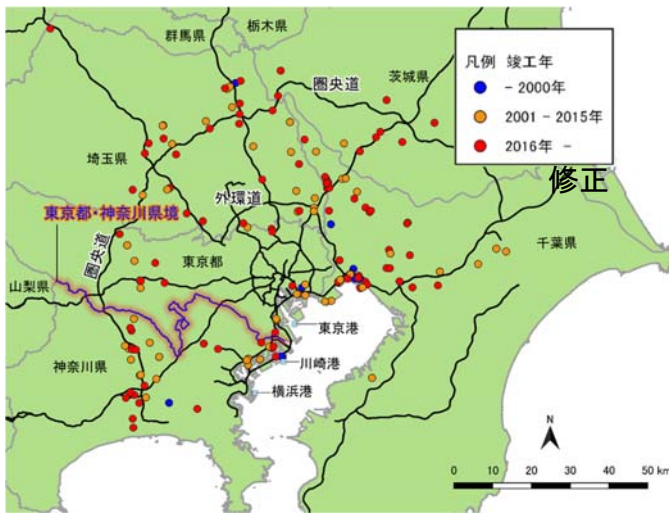 群馬県
栃木県
圏央道
茨城県
凡例 竣工年
- 2000年
2001 - 2015年
2016年 -
修正
埼玉県
外環道
東京都・神奈川県境
圏央道
東京都
千葉県
山梨県
東京港
神奈川県
川崎港
横浜港
N
0 10 20 30 40 50 km